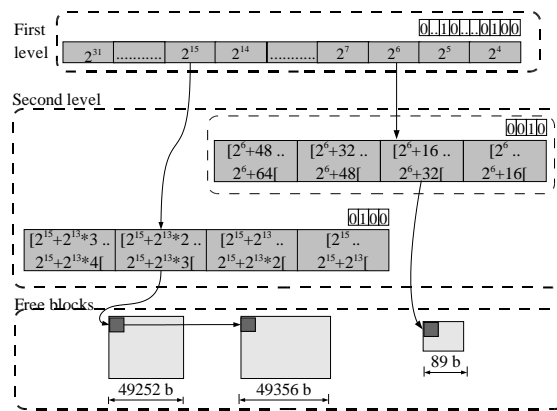 First
level
0..10....0100
2^31 ........... 2^15 2^14 ........... 2^7 2^6 2^5 2^4
Second level
0010
[2^6+48 .. [2^6+32 .. [2^6+16 .. [2^6 ..
2^6+64[ 2^6+48[ 2^6+32[ 2^6+16[
0100
[2^15+2^13*3 .. [2^15+2^13*2 .. [2^15+2^13 .. [2^15 ..
2^15+2^13*4[ 2^15+2^13*3[ 2^15+2^13*2[ 2^15+2^13[
Free blocks
49252 b 49356 b 89 b